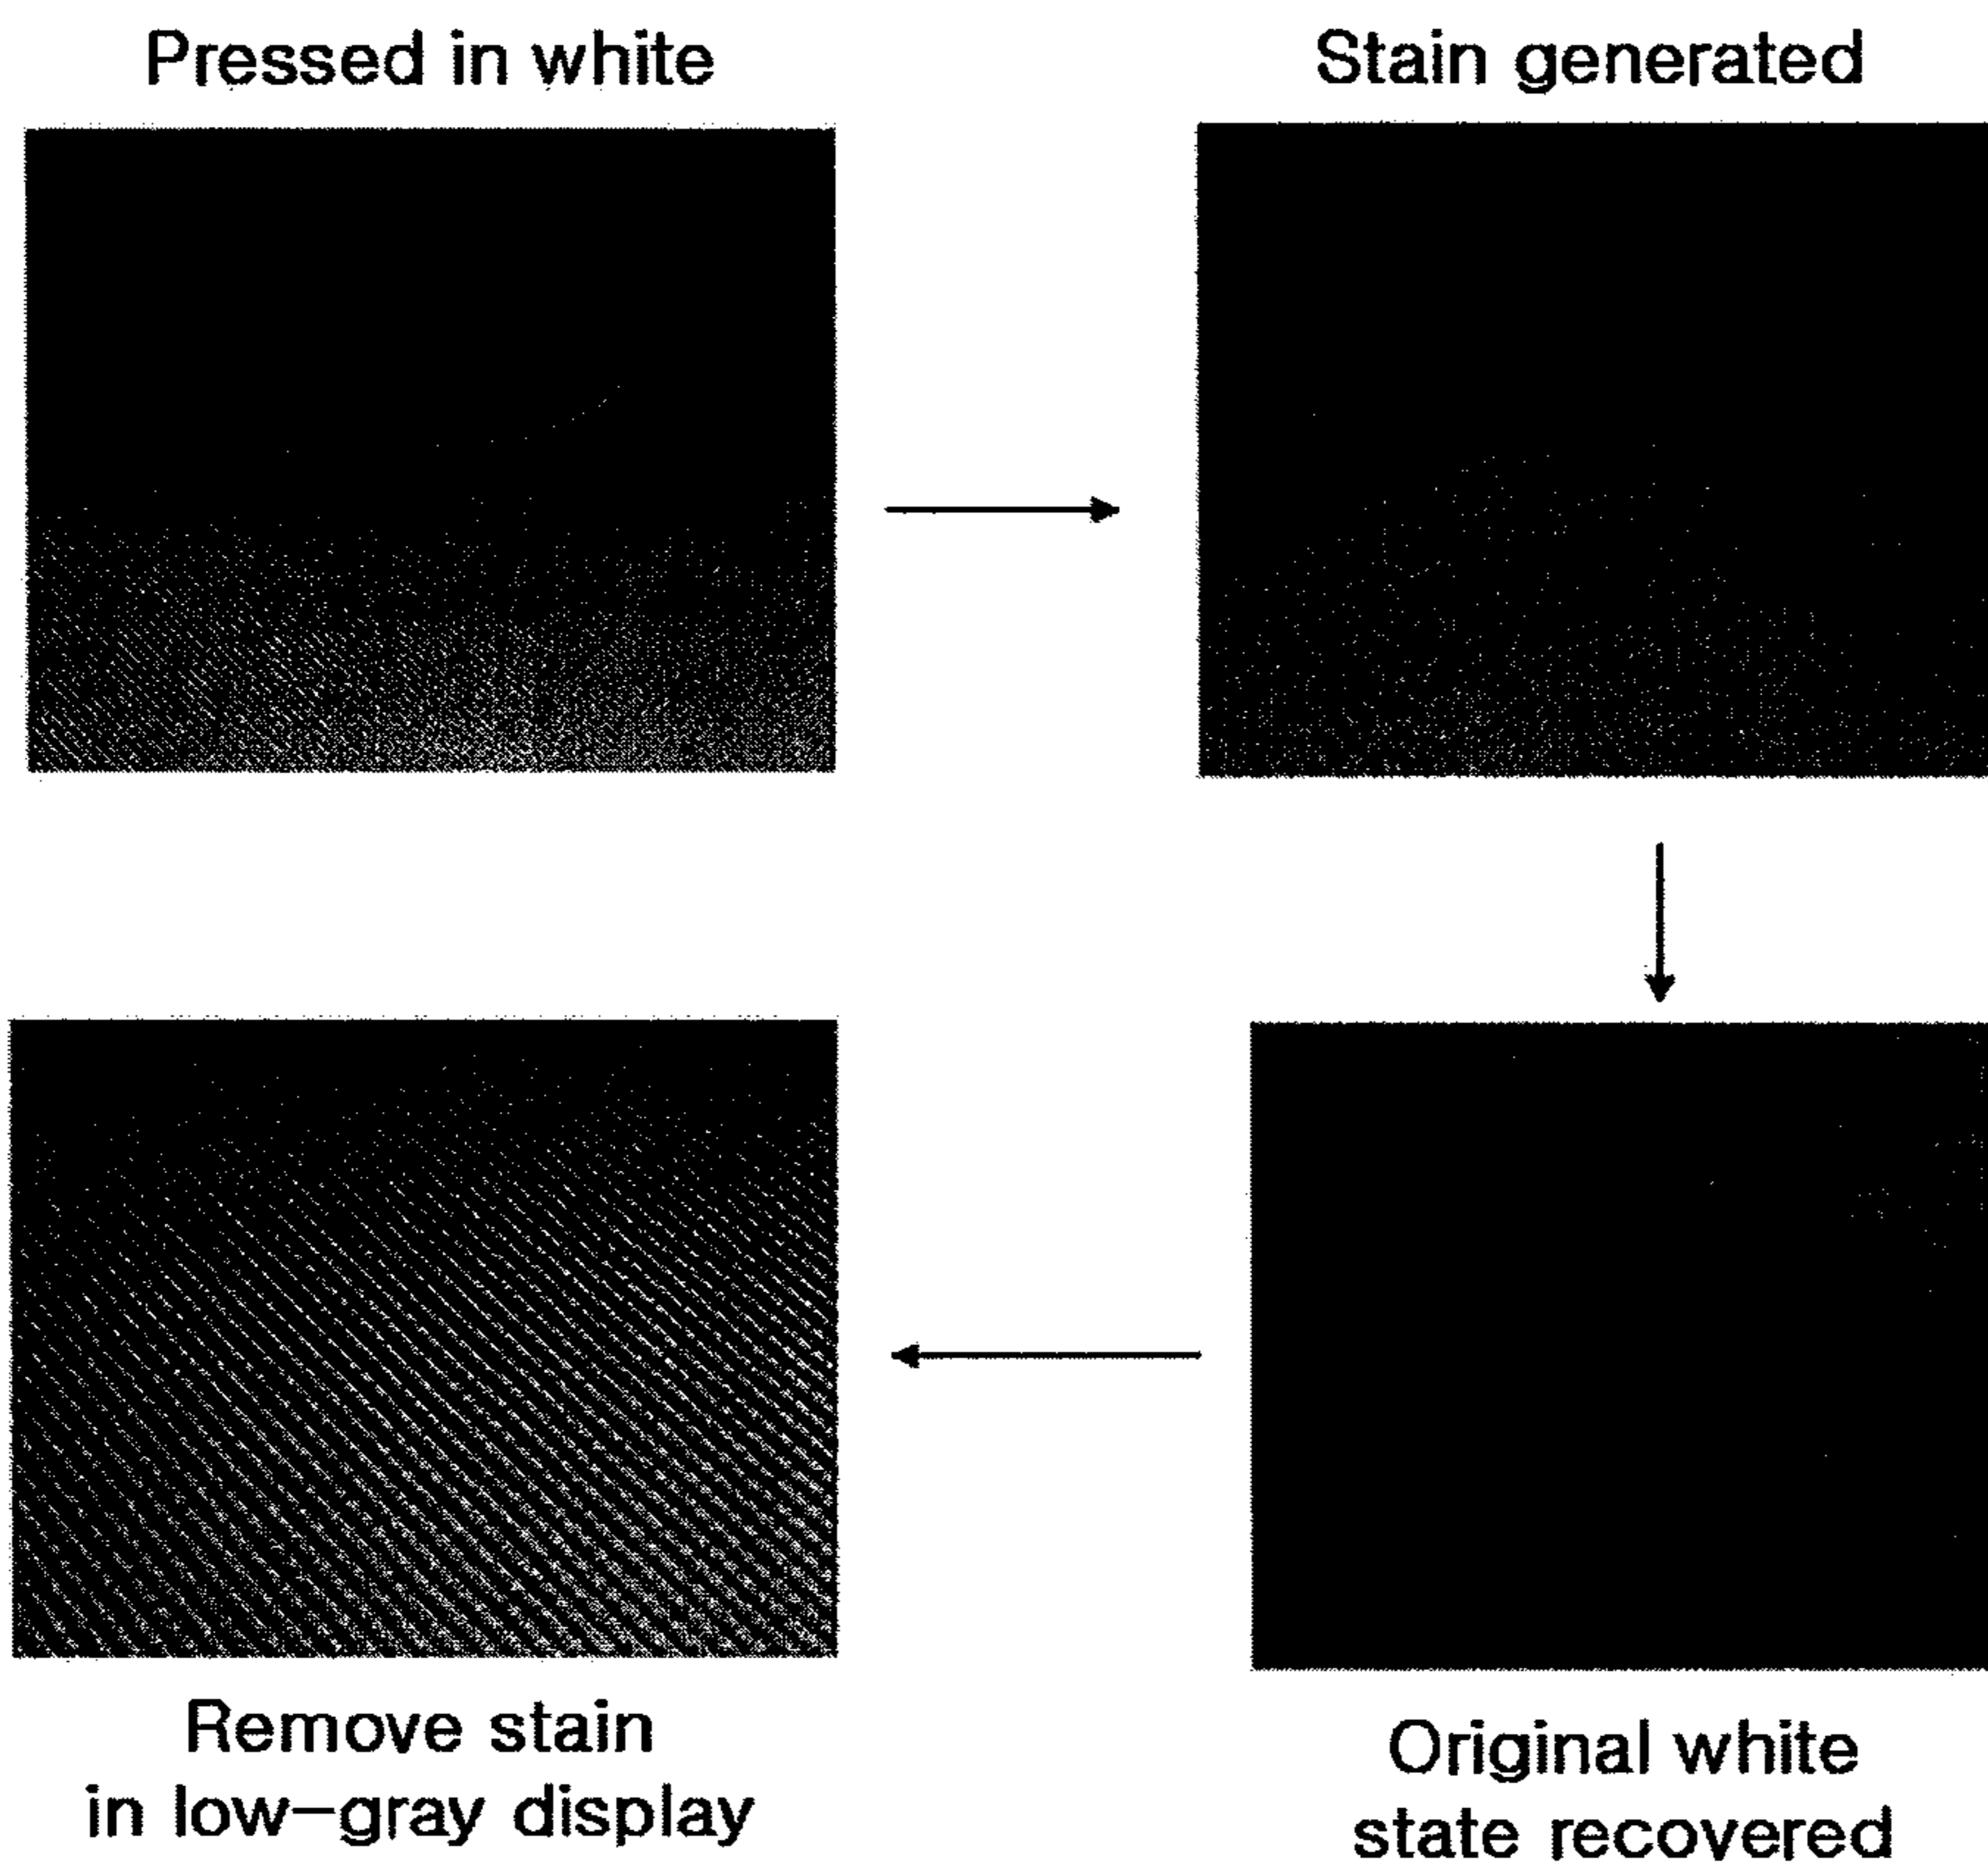 Pressed in white
Stain generated
Remove stain
in low-gray display
Original white
state recovered